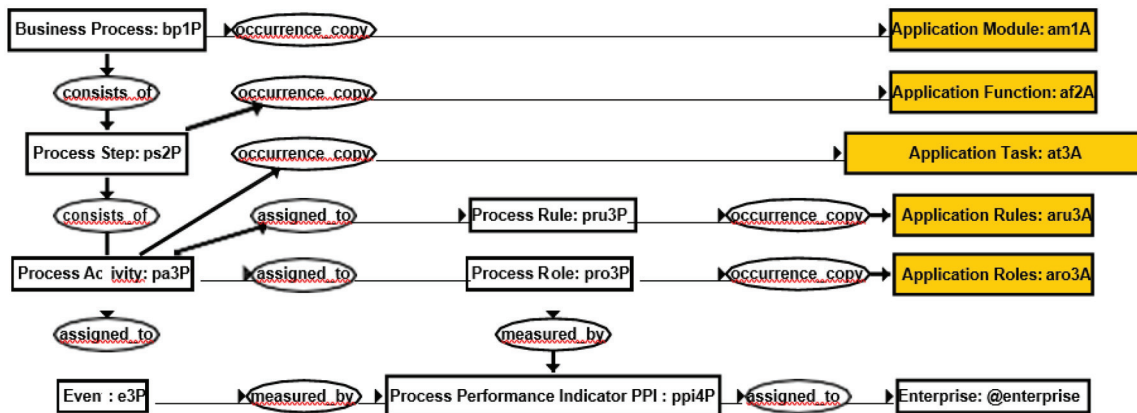 Business Process: bp1P occurrence_copy Application Module: am1A
consists_of occurrence_copy Application Function: af2A
Process Step: ps2P occurrence_copy Application Task: at3A
consists_of assigned_to Process Rule: pru3P occurrence_copy Application Rules: aru3A
Process Ac ivity: pa3P assigned_to Process Role: pro3P occurrence_copy Application Roles: aro3A
assigned_to measured_by
Even : e3P measured_by Process Performance Indicator PPI : ppi4P assigned_to Enterprise: @enterprise